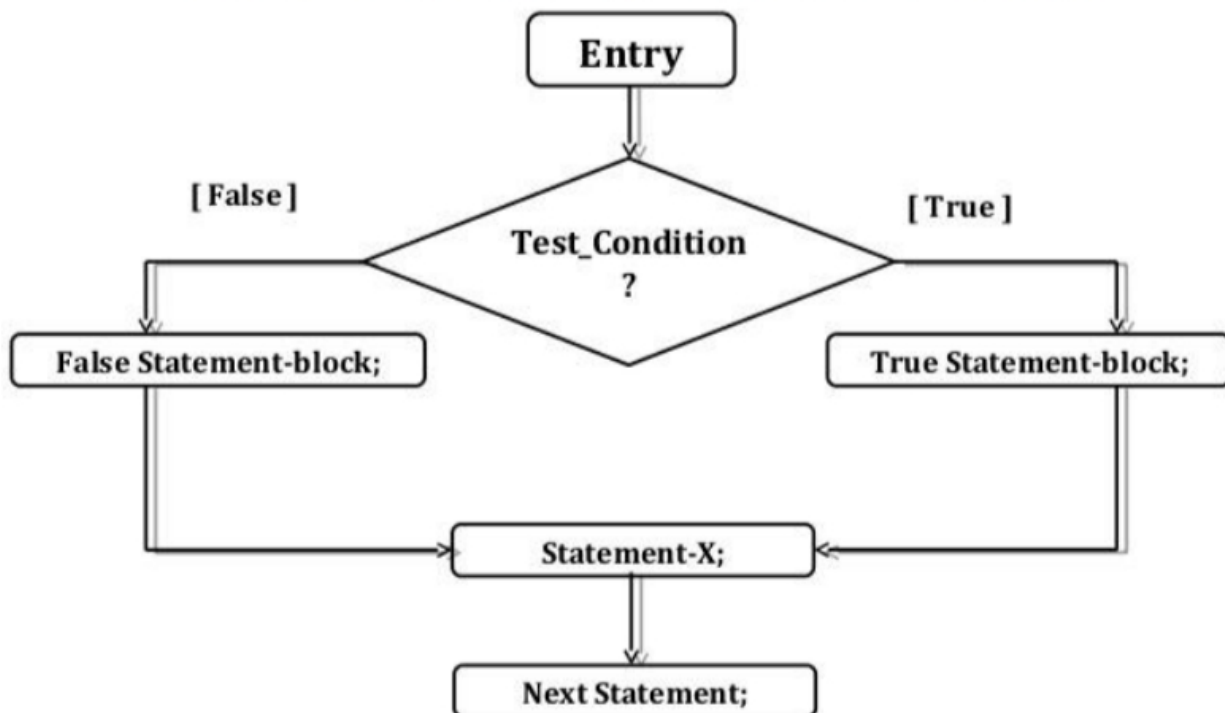 Entry
[ False ]
[ True ]
Test_Condition
?
False Statement-block;
True Statement-block;
Statement-X;
Next Statement;